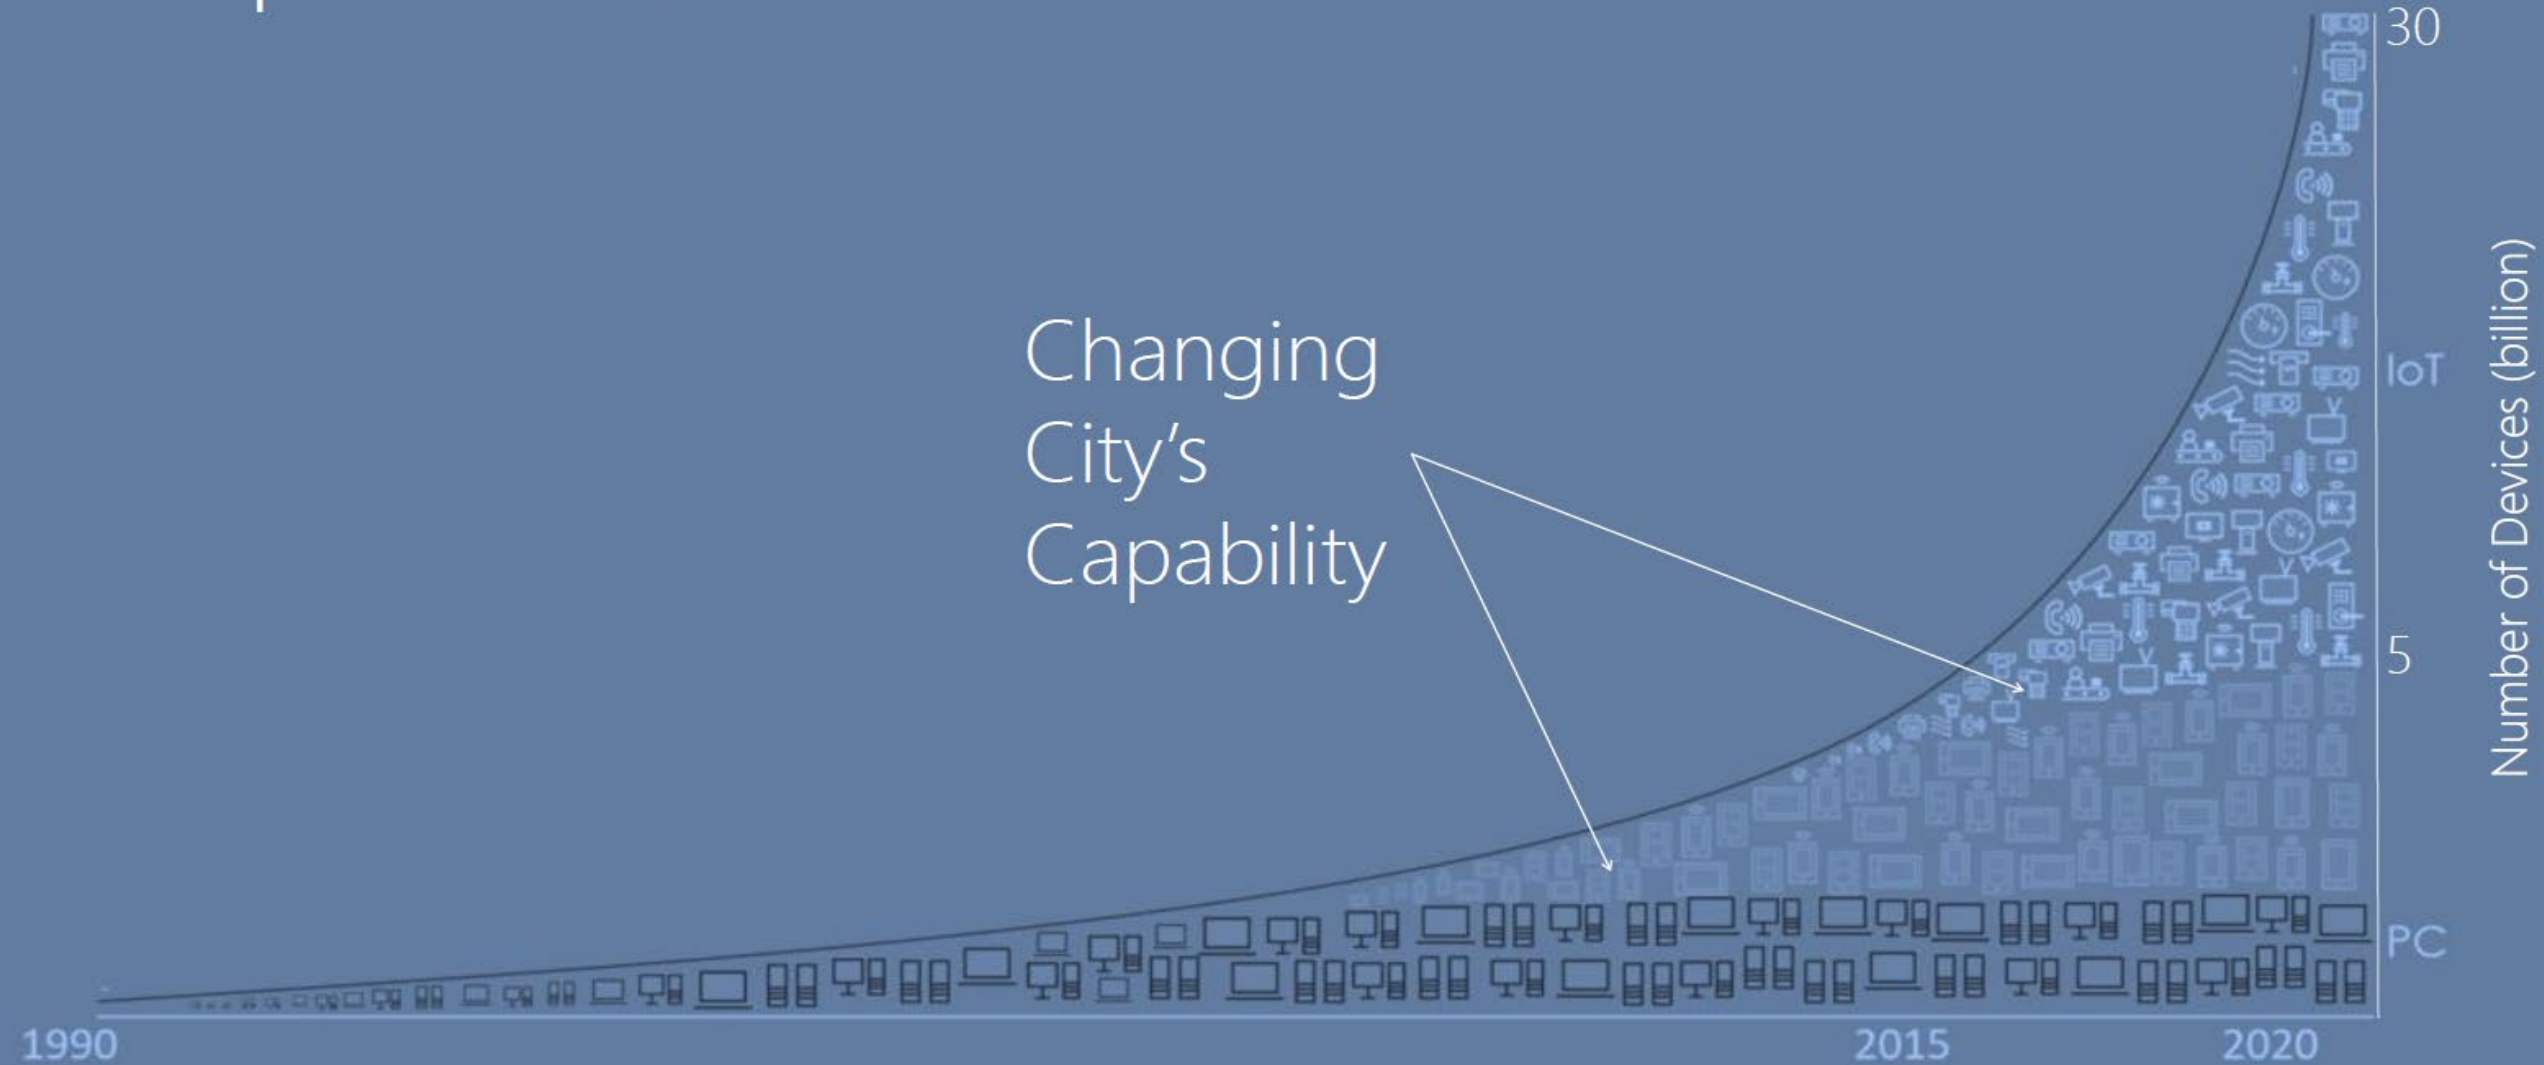 Changing
City's
Capability
30
IoT
5
PC
Number of Devices (billion)
1990
2015
2020